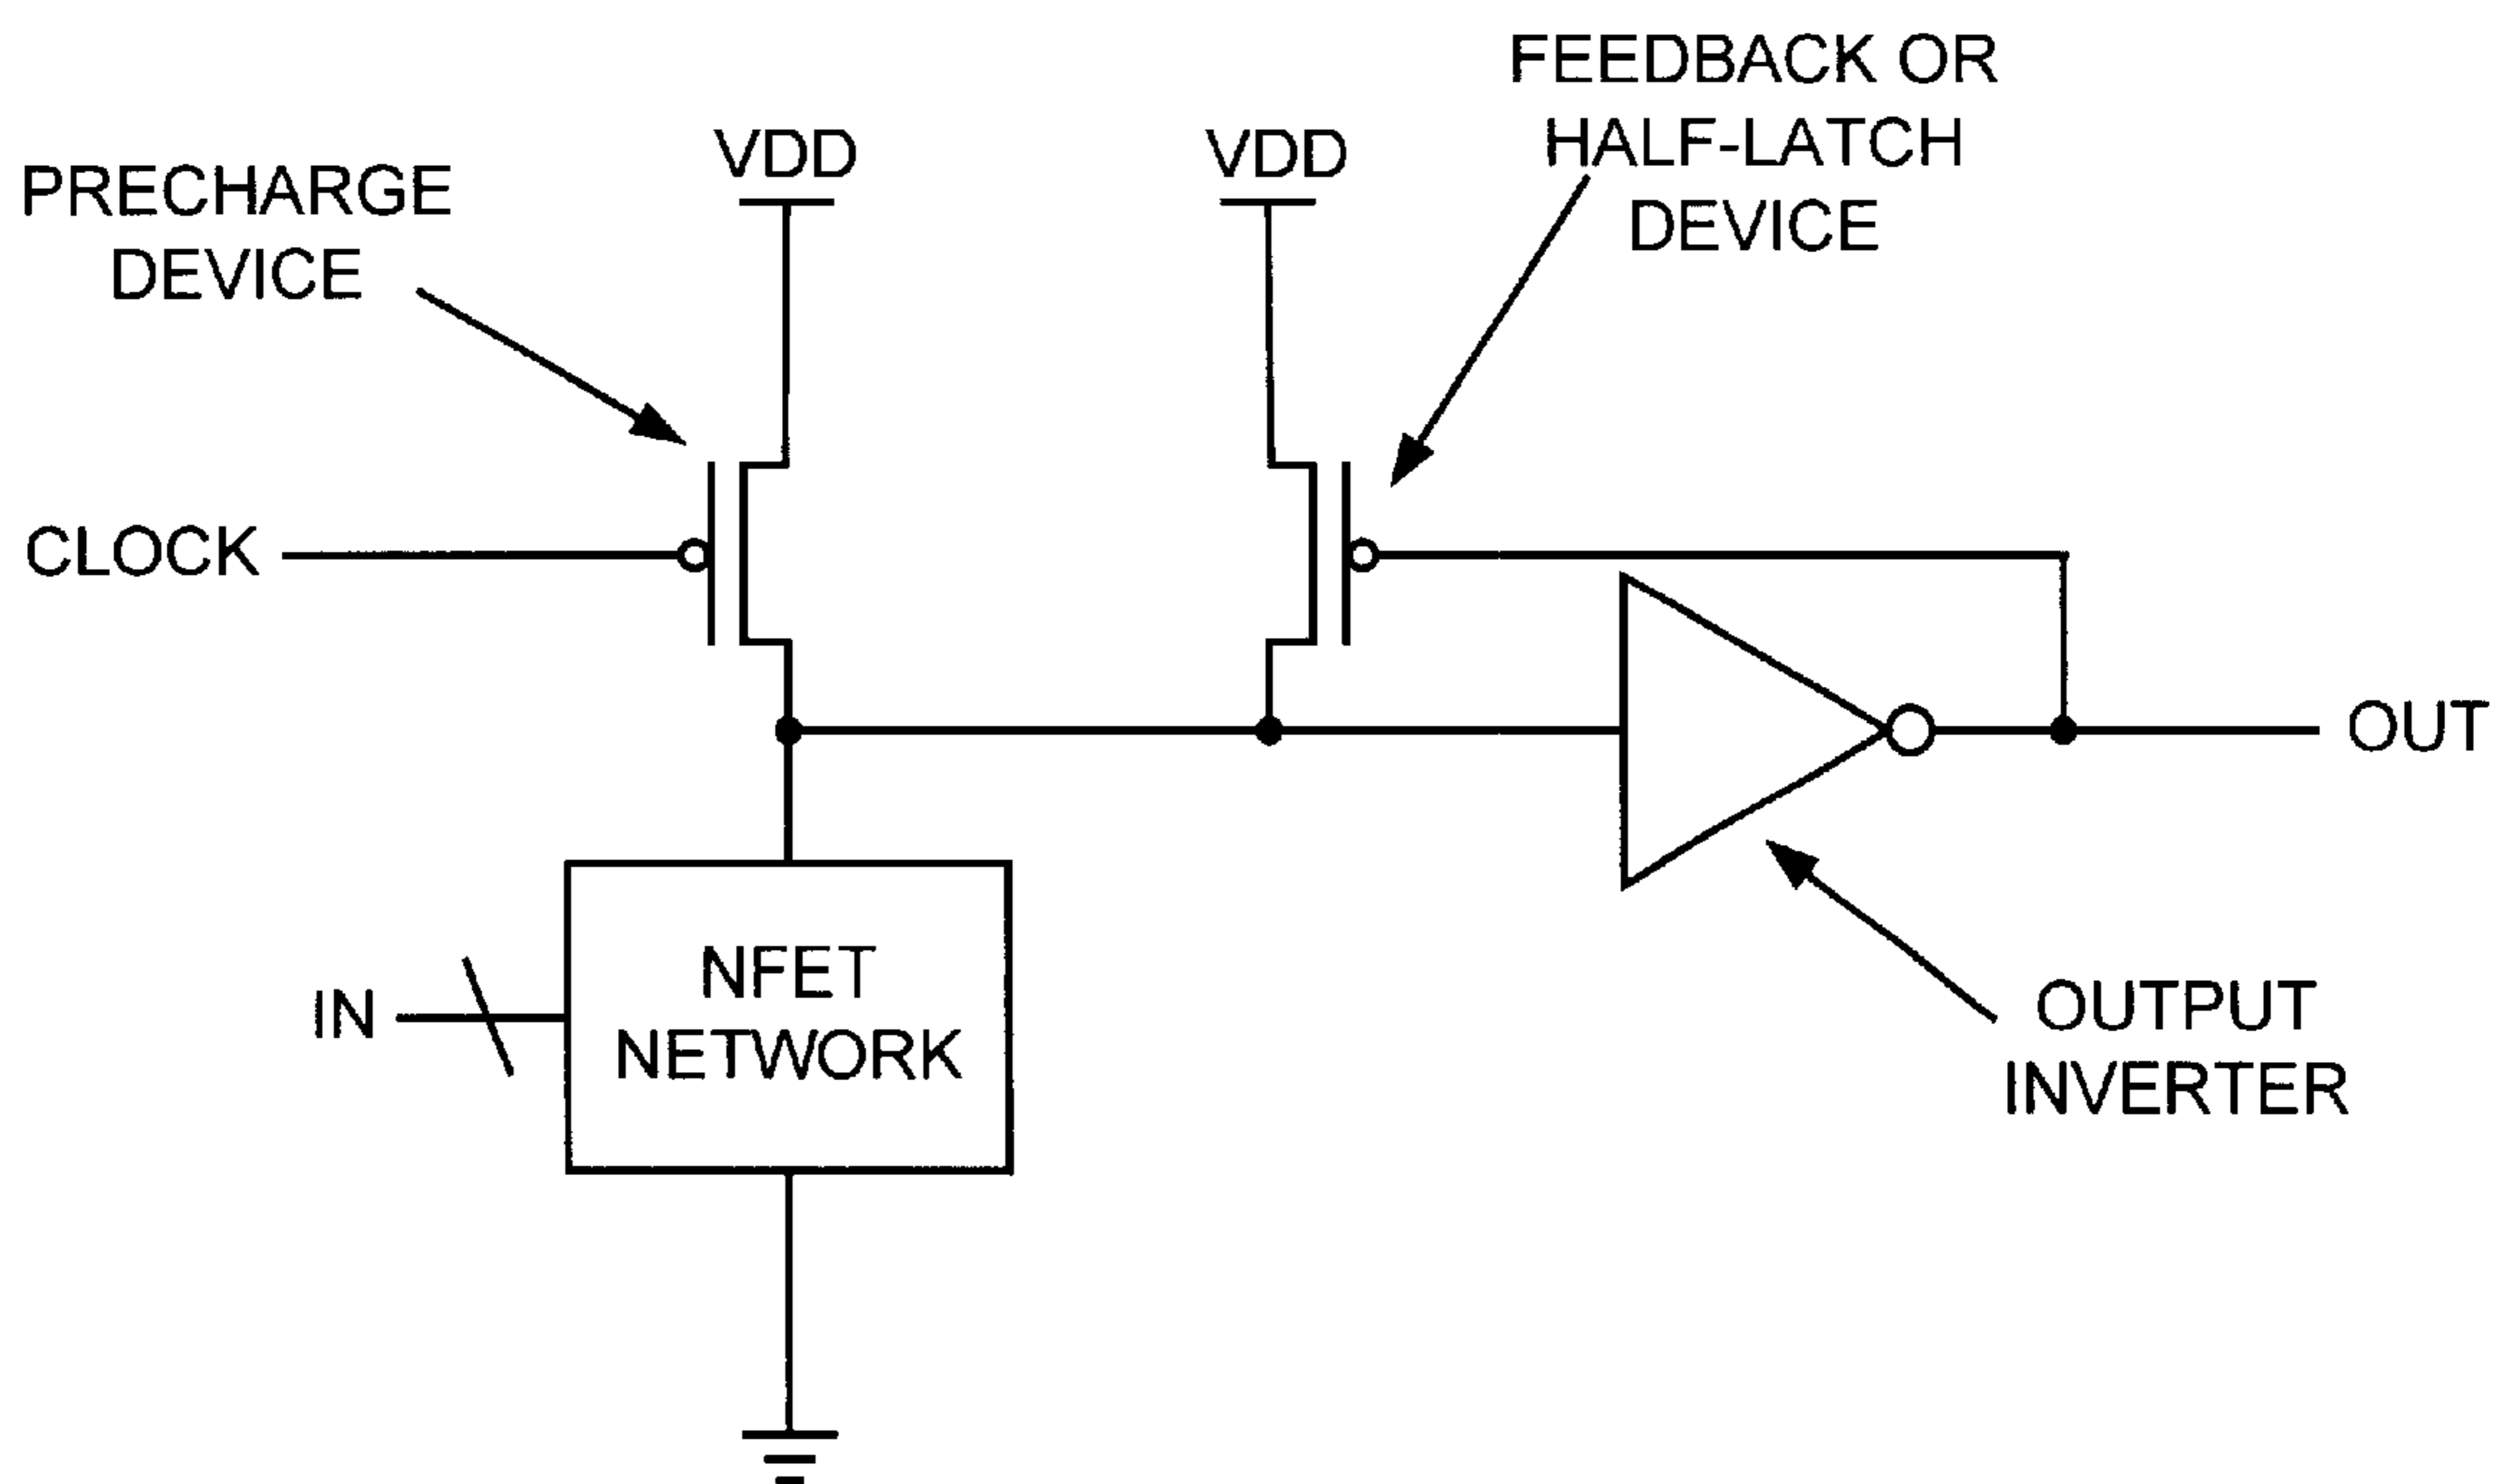 FEEDBACK OR
HALF-LATCH
DEVICE
VDD
VDD
PRECHARGE
DEVICE
CLOCK
OUT
NFET
NETWORK
IN
OUTPUT
INVERTER